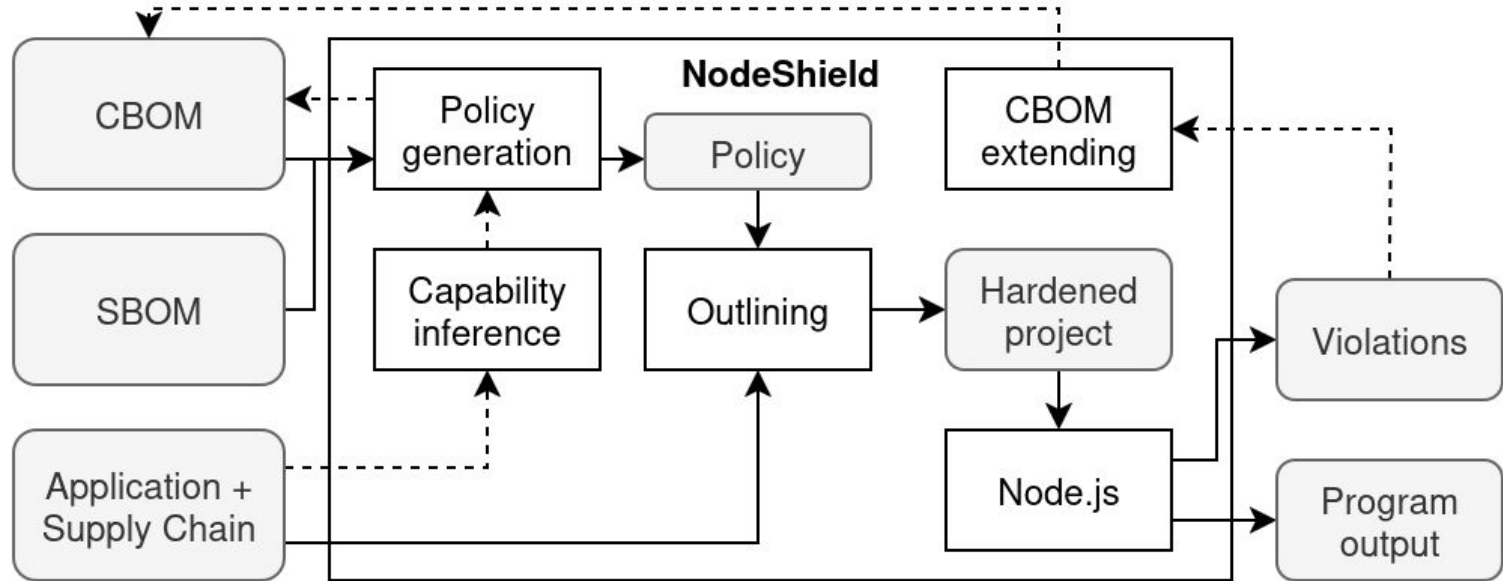 NodeShield
CBOM
Policy
generation
Policy
CBOM
extending
SBOM
Capability
inference
Outlining
Hardened
project
Violations
Application +
Supply Chain
Node.js
Program
output